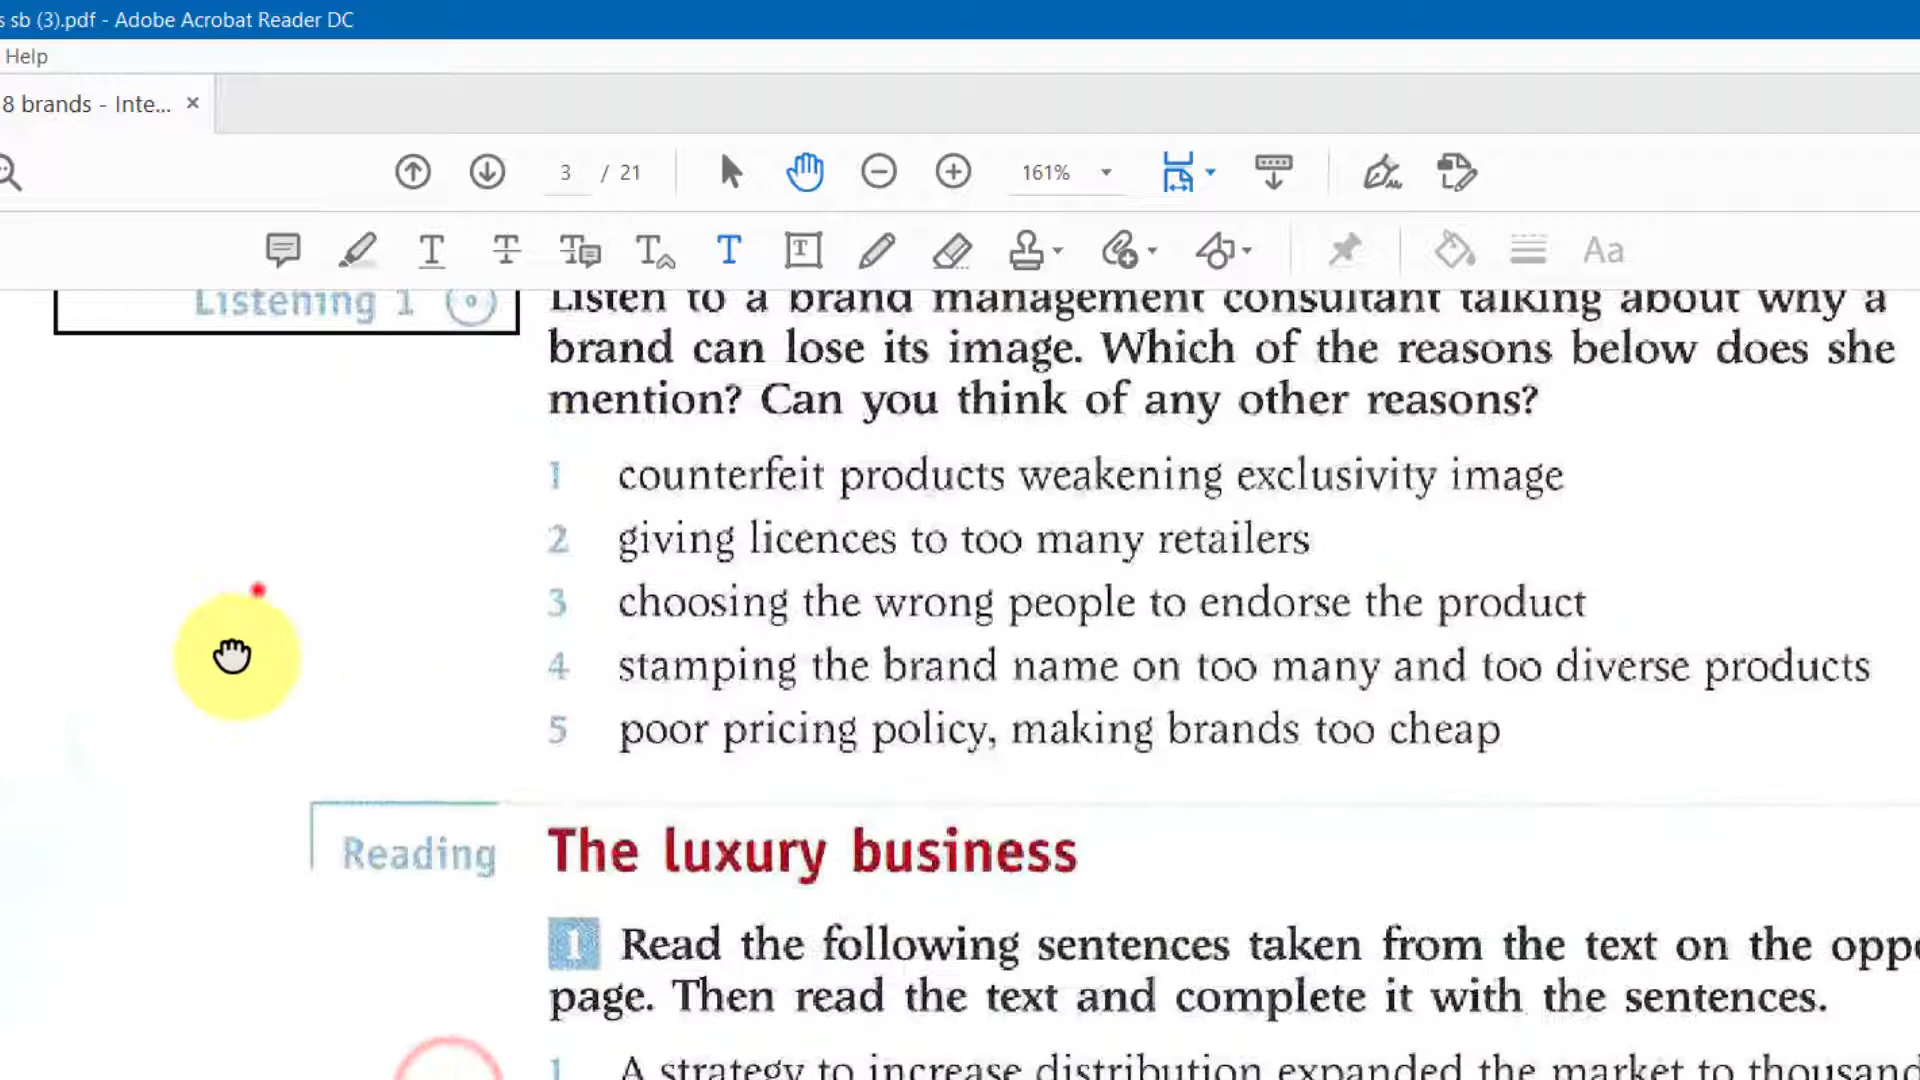 s sb (3).pdf - Adobe Acrobat Reader DC
Help
8 brands - Inte... ×
3 / 21
161%
Aa
Listening 1
Listen to a brand management consultant talking about why a
brand can lose its image. Which of the reasons below does she
mention? Can you think of any other reasons?
1 counterfeit products weakening exclusivity image
2 giving licences to too many retailers
3 choosing the wrong people to endorse the product
4 stamping the brand name on too many and too diverse products
5 poor pricing policy, making brands too cheap
Reading
The luxury business
1 Read the following sentences taken from the text on the oppo
page. Then read the text and complete it with the sentences.
1 A strategy to increase distribution expanded the market to thousand